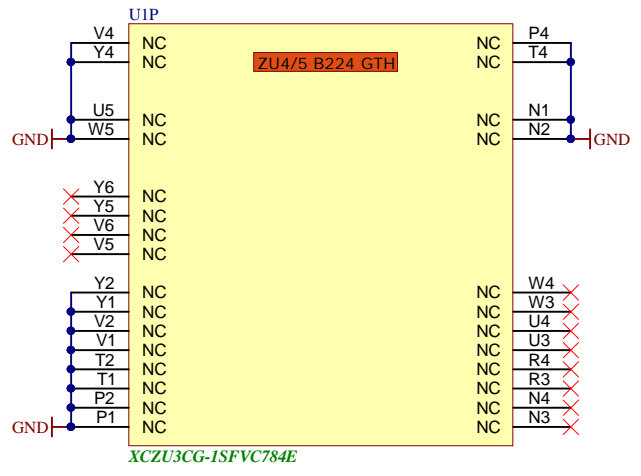 U1P
V4 NC NC P4
Y4 NC ZU4/5 B224 GTH NC T4
U5 NC NC N1
GND W5 NC NC N2 GND
Y6 NC
Y5 NC
V6 NC
V5 NC
Y2 NC NC W4
Y1 NC NC W3
V2 NC NC U4
V1 NC NC U3
T2 NC NC R4
T1 NC NC R3
P2 NC NC N4
GND P1 NC NC N3
XCZU3CG-1SFVC784E